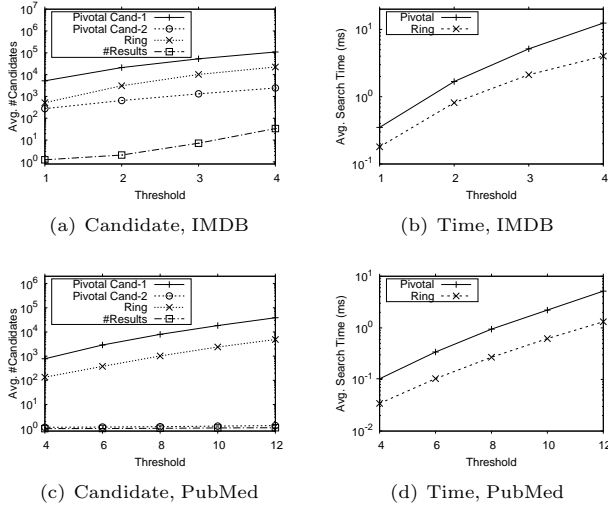 Avg. #Candidates
10^7
10^6
10^5
10^4
10^3
10^2
10^1
10^0
Pivotal Cand-1
Pivotal Cand-2
Ring
#Results
1 2 3 4
Threshold
(a) Candidate, IMDB
Avg. Search Time (ms)
10^1
10^0
10^-1
Pivotal
Ring
1 2 3 4
Threshold
(b) Time, IMDB
Avg. #Candidates
10^6
10^5
10^4
10^3
10^2
10^1
10^0
Pivotal Cand-1
Pivotal Cand-2
Ring
#Results
4 6 8 10 12
Threshold
(c) Candidate, PubMed
Avg. Search Time (ms)
10^1
10^0
10^-1
10^-2
Pivotal
Ring
4 6 8 10 12
Threshold
(d) Time, PubMed